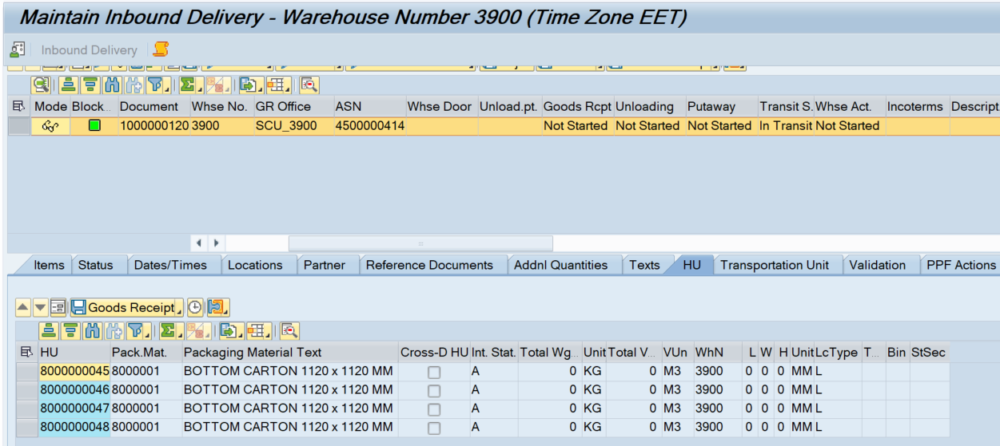 Maintain Inbound Delivery - Warehouse Number 3900 (Time Zone EET)
Inbound Delivery
Mode Block... Document Whse No. GR Office ASN Whse Door Unload.pt. Goods Rcpt Unloading Putaway Transit S. Whse Act. Incoterms Descript
1000000120 3900 SCU_3900 4500000414 Not Started Not Started Not Started In Transit Not Started
Items Status Dates/Times Locations Partner Reference Documents Addnl Quantities Texts HU Transportation Unit Validation PPF Actions
Goods Receipt
HU Pack.Mat. Packaging Material Text Cross-D HU Int. Stat. Total Wg... Unit Total V... VUn WhN L W H Unit LcType T... Bin StSec
8000000045 8000001 BOTTOM CARTON 1120 x 1120 MM A 0 KG 0 M3 3900 0 0 0 MM L
8000000046 8000001 BOTTOM CARTON 1120 x 1120 MM A 0 KG 0 M3 3900 0 0 0 MM L
8000000047 8000001 BOTTOM CARTON 1120 x 1120 MM A 0 KG 0 M3 3900 0 0 0 MM L
8000000048 8000001 BOTTOM CARTON 1120 x 1120 MM A 0 KG 0 M3 3900 0 0 0 MM L